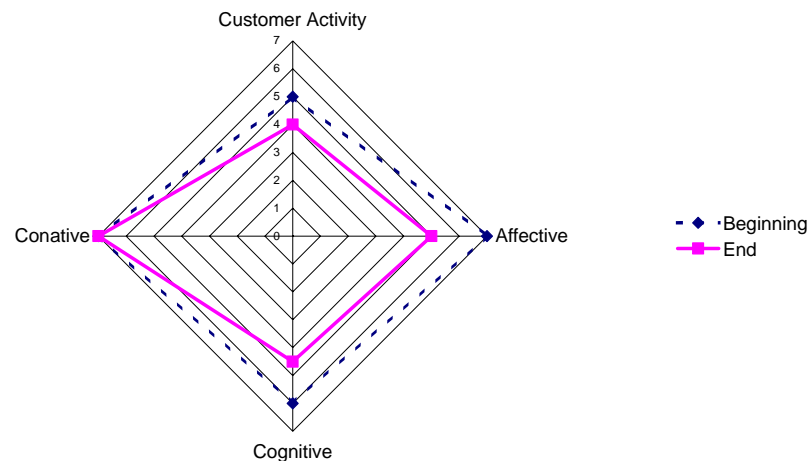 Customer Activity
7
6
5
4
3
2
1
0
Conative
Affective
Cognitive
Beginning
End